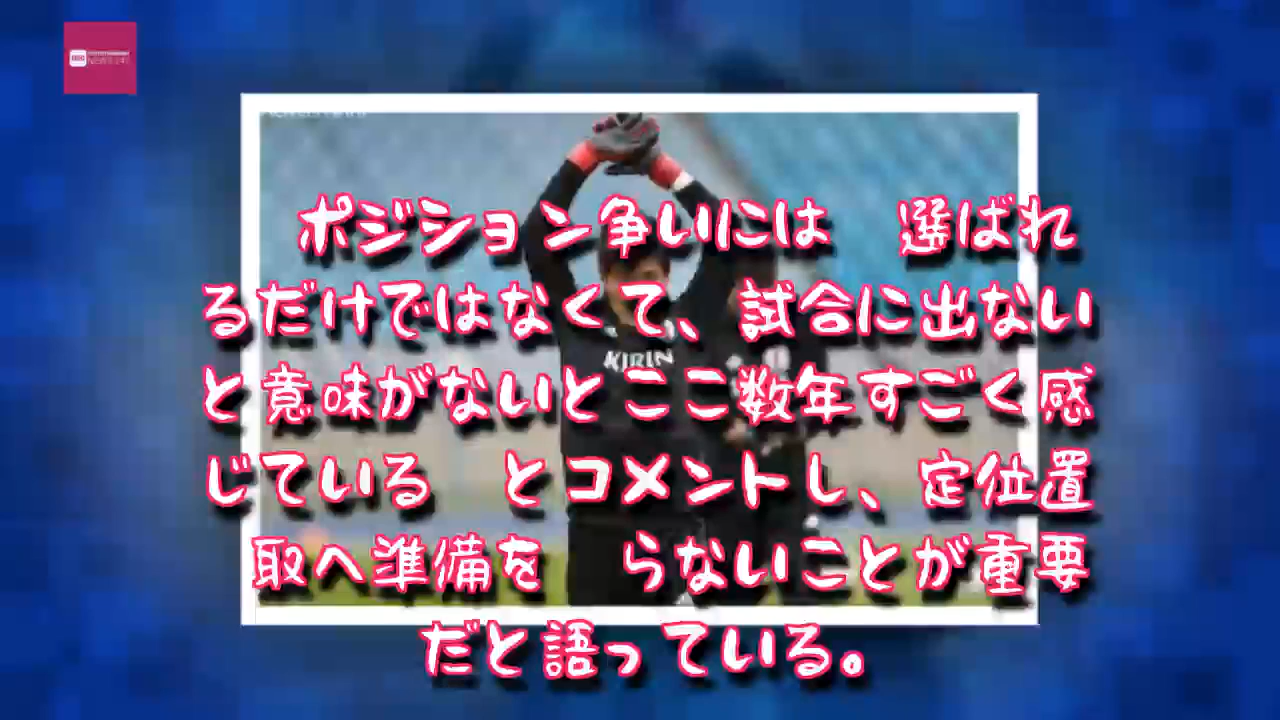 ポジション争いには　選ばれ
るだけではなくて、試合に出ない
と意味がないと ここ数年すごく感
じている　とコメントし、定位置
取へ準備を　らないことが重要
だと語っている。
KIRIN